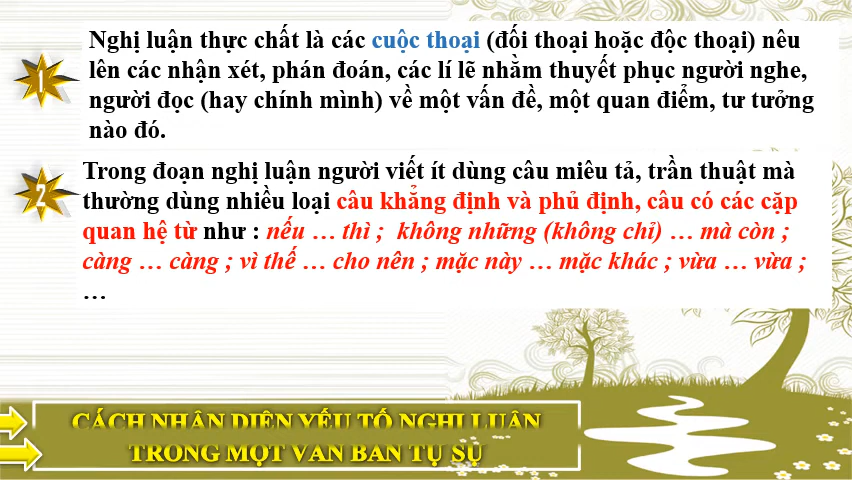 Nghị luận thực chất là các cuộc thoại (đối thoại hoặc độc thoại) nêu
1
lên các nhận xét, phán đoán, các lí lẽ nhằm thuyết phục người nghe,
người đọc (hay chính mình) về một vấn đề, một quan điểm, tư tưởng
nào đó.
Trong đoạn nghị luận người viết ít dùng câu miêu tả, trần thuật mà
2
thường dùng nhiều loại câu khẳng định và phủ định, câu có các cặp
quan hệ từ như : nếu … thì ; không những (không chỉ) … mà còn ;
càng … càng ; vì thế … cho nên ; mặc này … mặc khác ; vừa … vừa ;
…
CÁCH NHẬN DIỆN YẾU TỐ NGHỊ LUẬN
TRONG MỘT VĂN BẢN TỰ SỰ